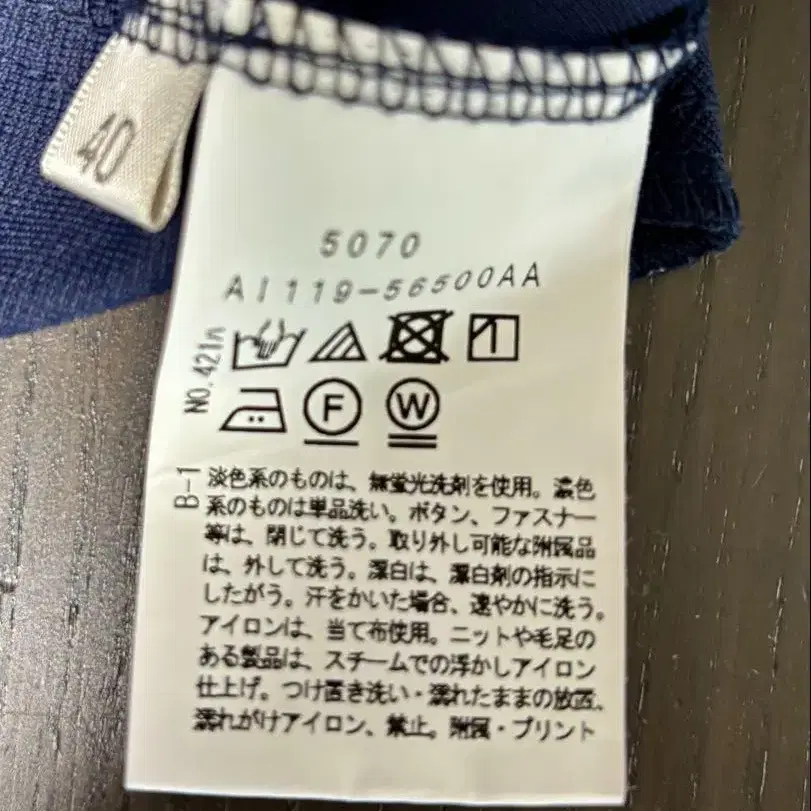 40
5070
AI119-56500AA
NO.421ハ
F
W
B-1
淡色系のものは、無蛍光洗剤を使用。濃色
系のものは単品洗い。ボタン、ファスナー
等は、閉じて洗う。取り外し可能な附属品
は、外して洗う。漂白は、漂白剤の指示に
したがう。汗をかいた場合、速やかに洗う。
アイロンは、当て布使用。ニットや毛足の
ある製品は、スチームでの浮かしアイロン
仕上げ。つけ置き洗い・濡れたままの放置、
濡れがけアイロン、禁止。附属・プリント